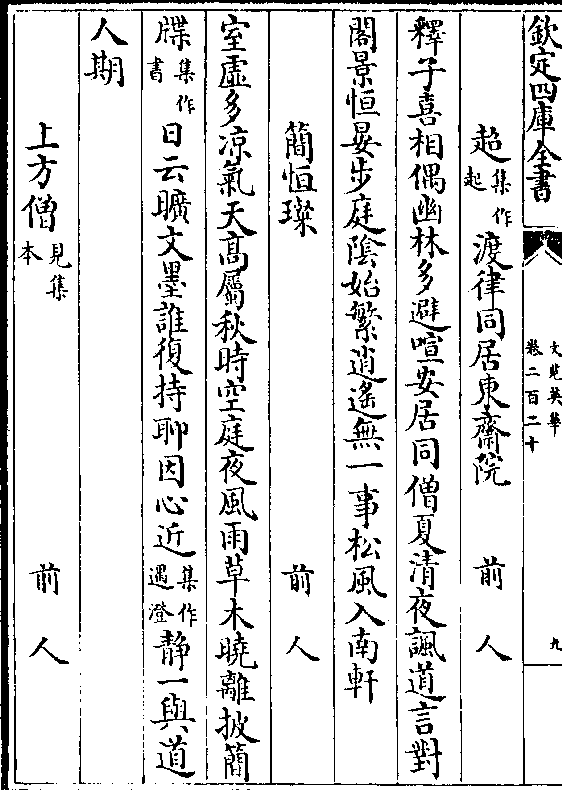 欽定四庫全書
文苑英華
卷二百二十
九
超集作起渡律同居東齋院 前人
釋子喜相偶幽林多避喧安居同僧夏清夜諷道言對
閣景恒晏步庭陰始繁逍遙無一事松風入南軒
簡恒璨 前人
室虛多涼氣天高屬秋時空庭夜風雨草木曉離披簡
牒集作書日云曠文墨誰復持聊因心近集作遇澄静一與道
人期
上方僧見集本 前人